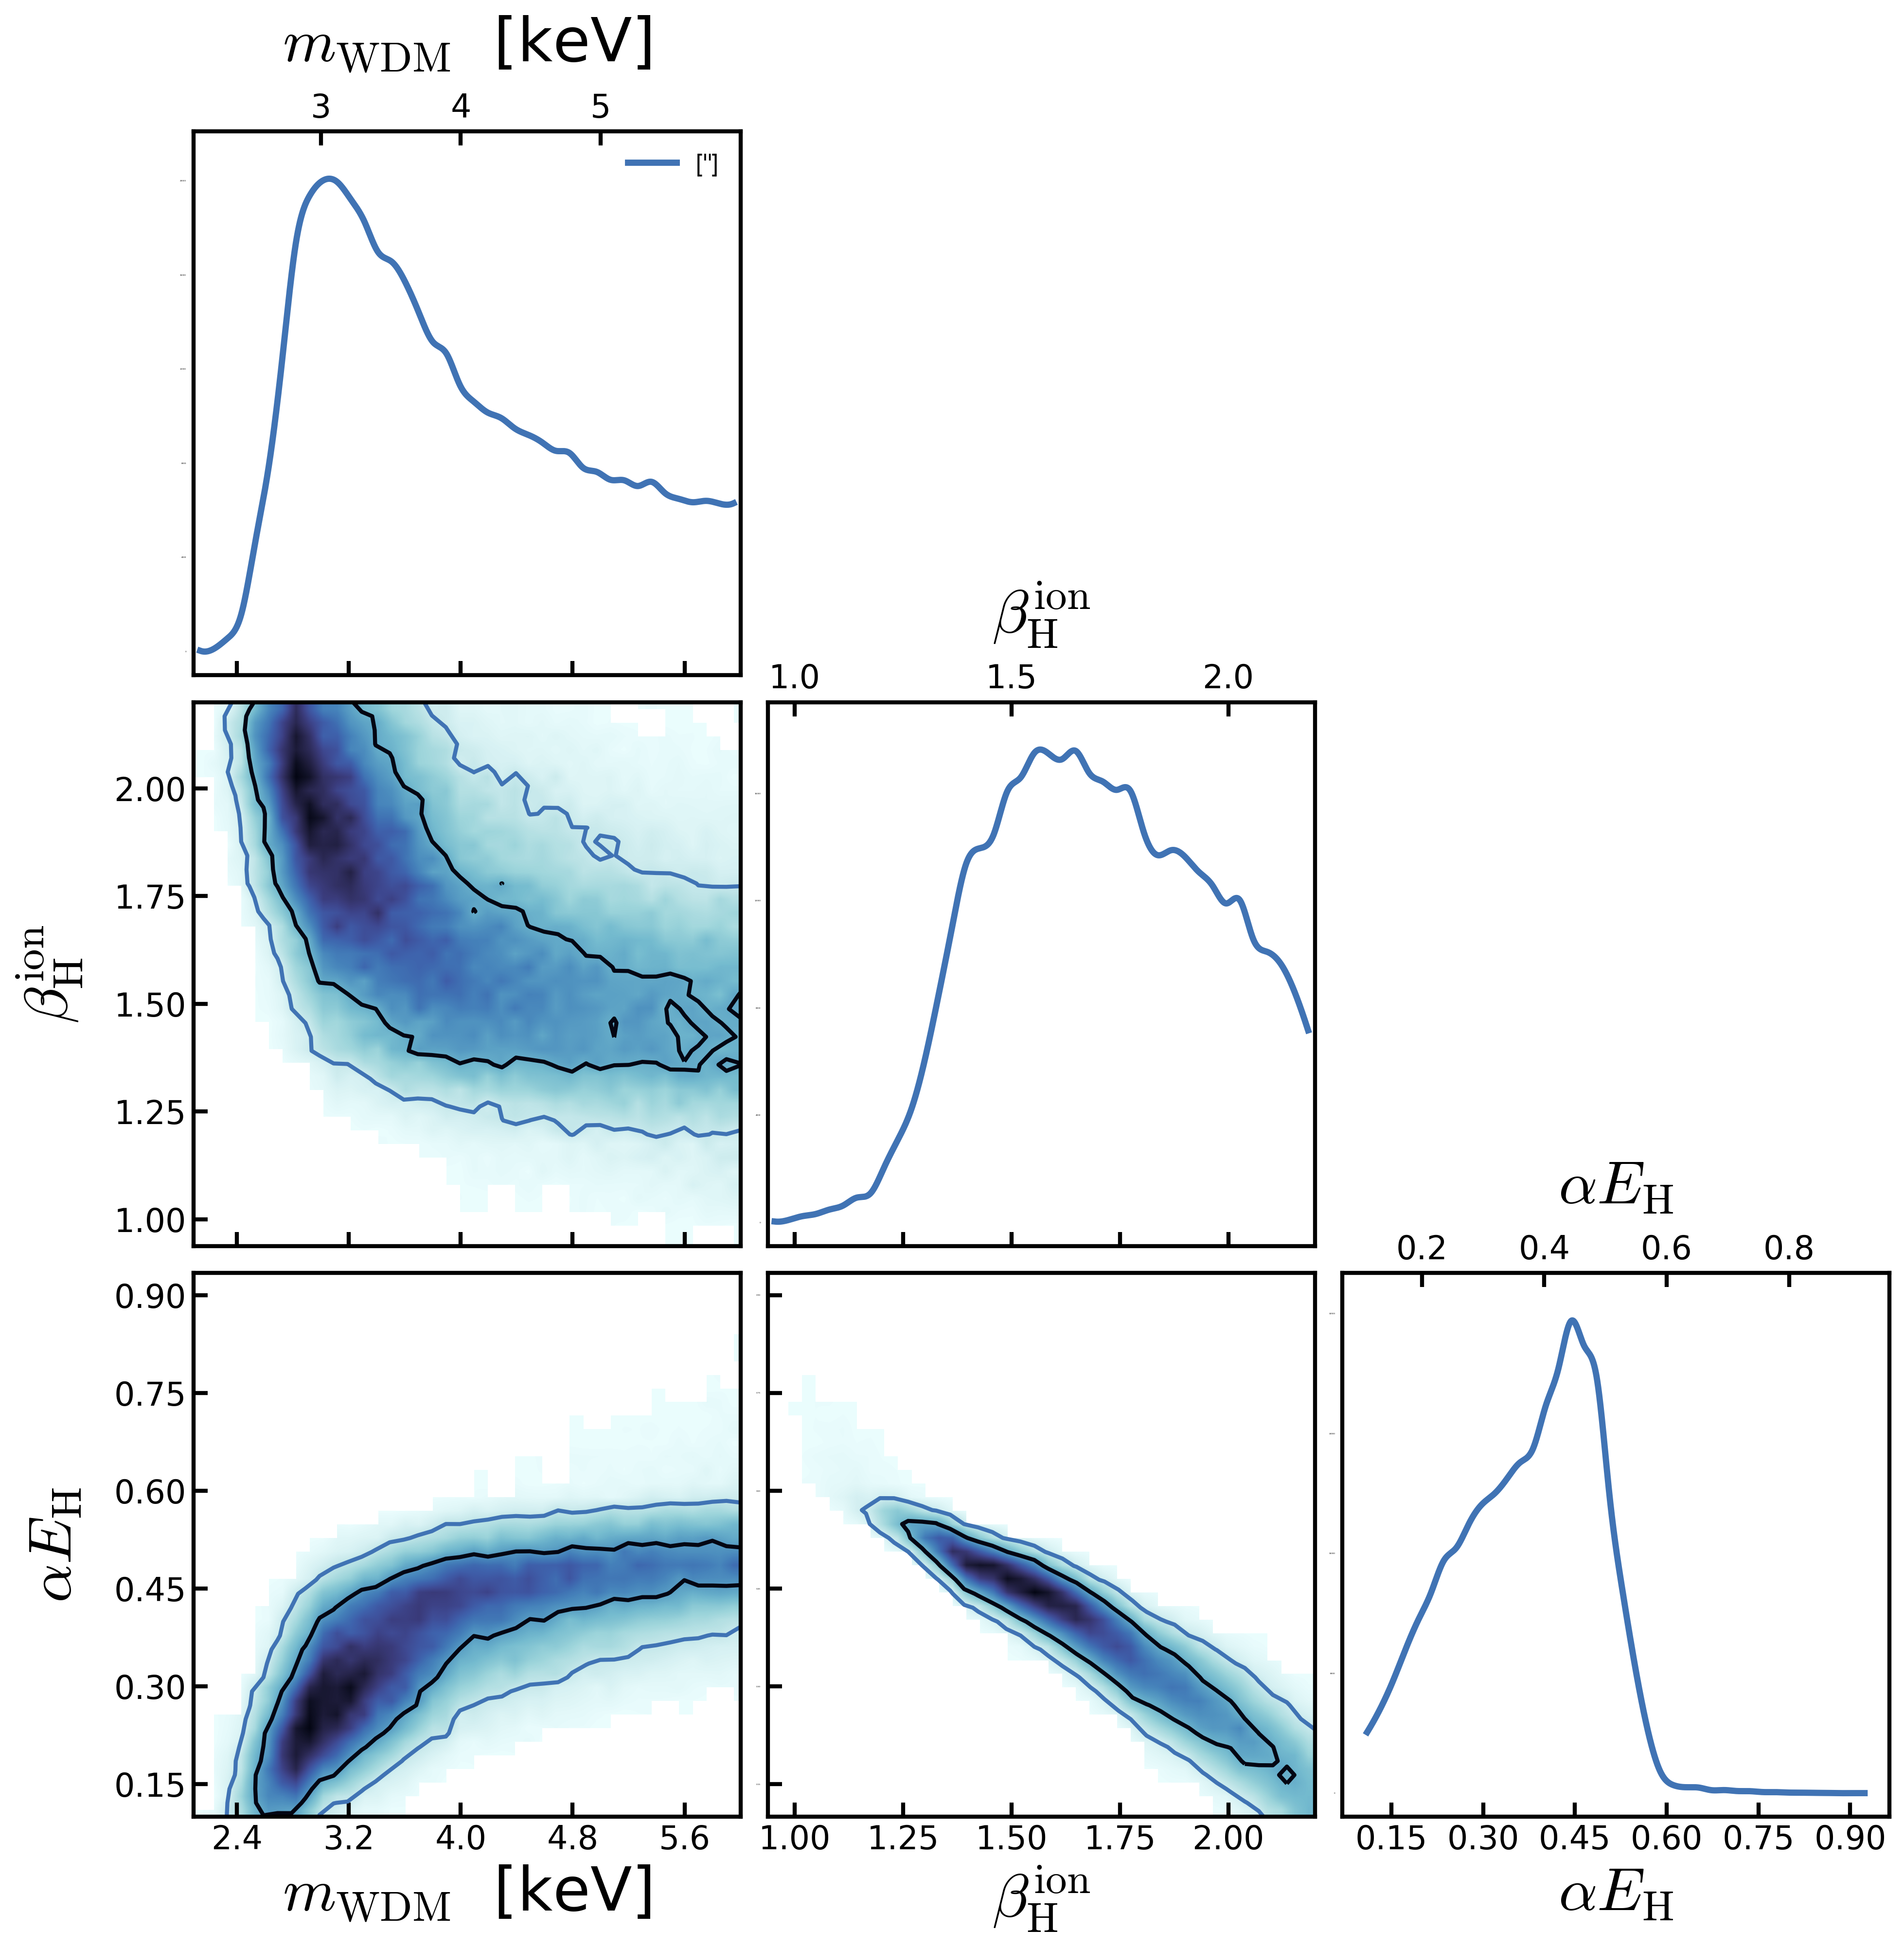 m_WDM [keV]
3 4 5
['']
β_H^ion
1.0 1.5 2.0
2.00
1.75
1.50
1.25
1.00
β_H^ion
αE_H
0.2 0.4 0.6 0.8
0.90
0.75
0.60
0.45
0.30
0.15
αE_H
2.4 3.2 4.0 4.8 5.6
1.00 1.25 1.50 1.75 2.00
0.15 0.30 0.45 0.60 0.75 0.90
m_WDM [keV]
β_H^ion
αE_H